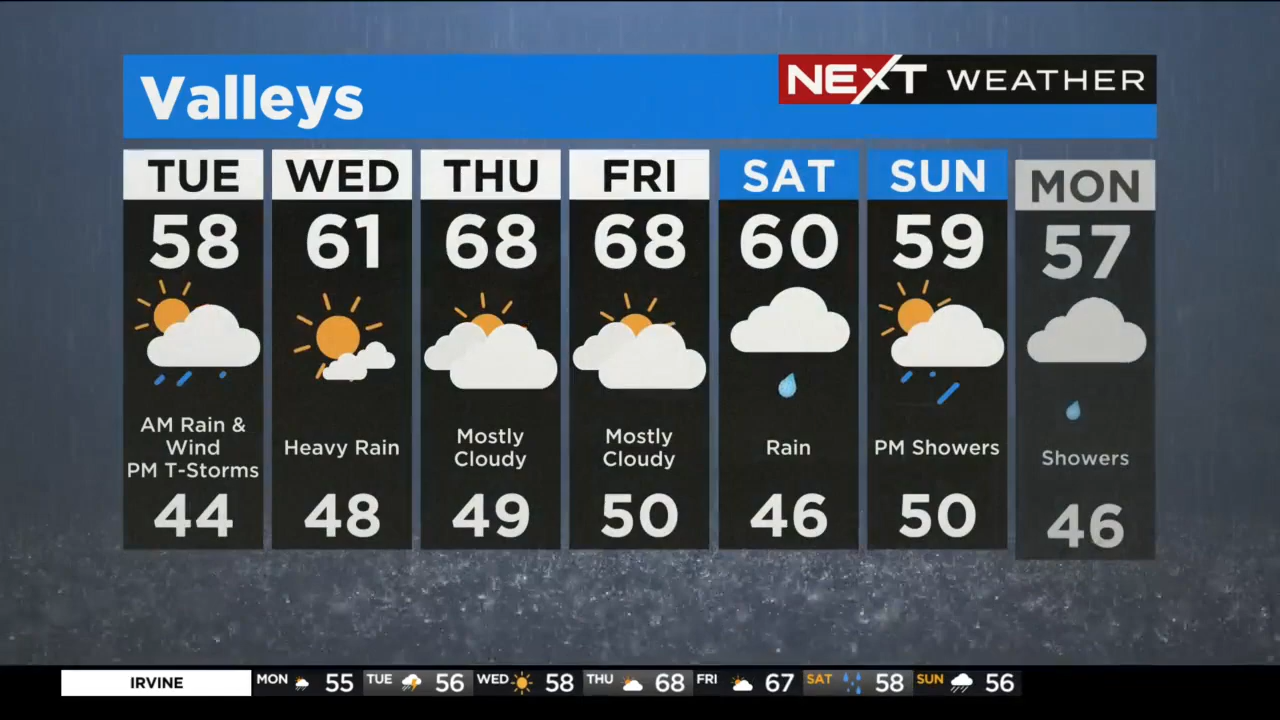 Valleys
NEXT WEATHER
TUE
58
AM Rain &
Wind
PM T-Storms
44
WED
61
Heavy Rain
48
THU
68
Mostly
Cloudy
49
FRI
68
Mostly
Cloudy
50
SAT
60
Rain
46
SUN
59
PM Showers
50
MON
57
Showers
46
IRVINE MON 55 TUE 56 WED 58 THU 68 FRI 67 SAT 58 SUN 56